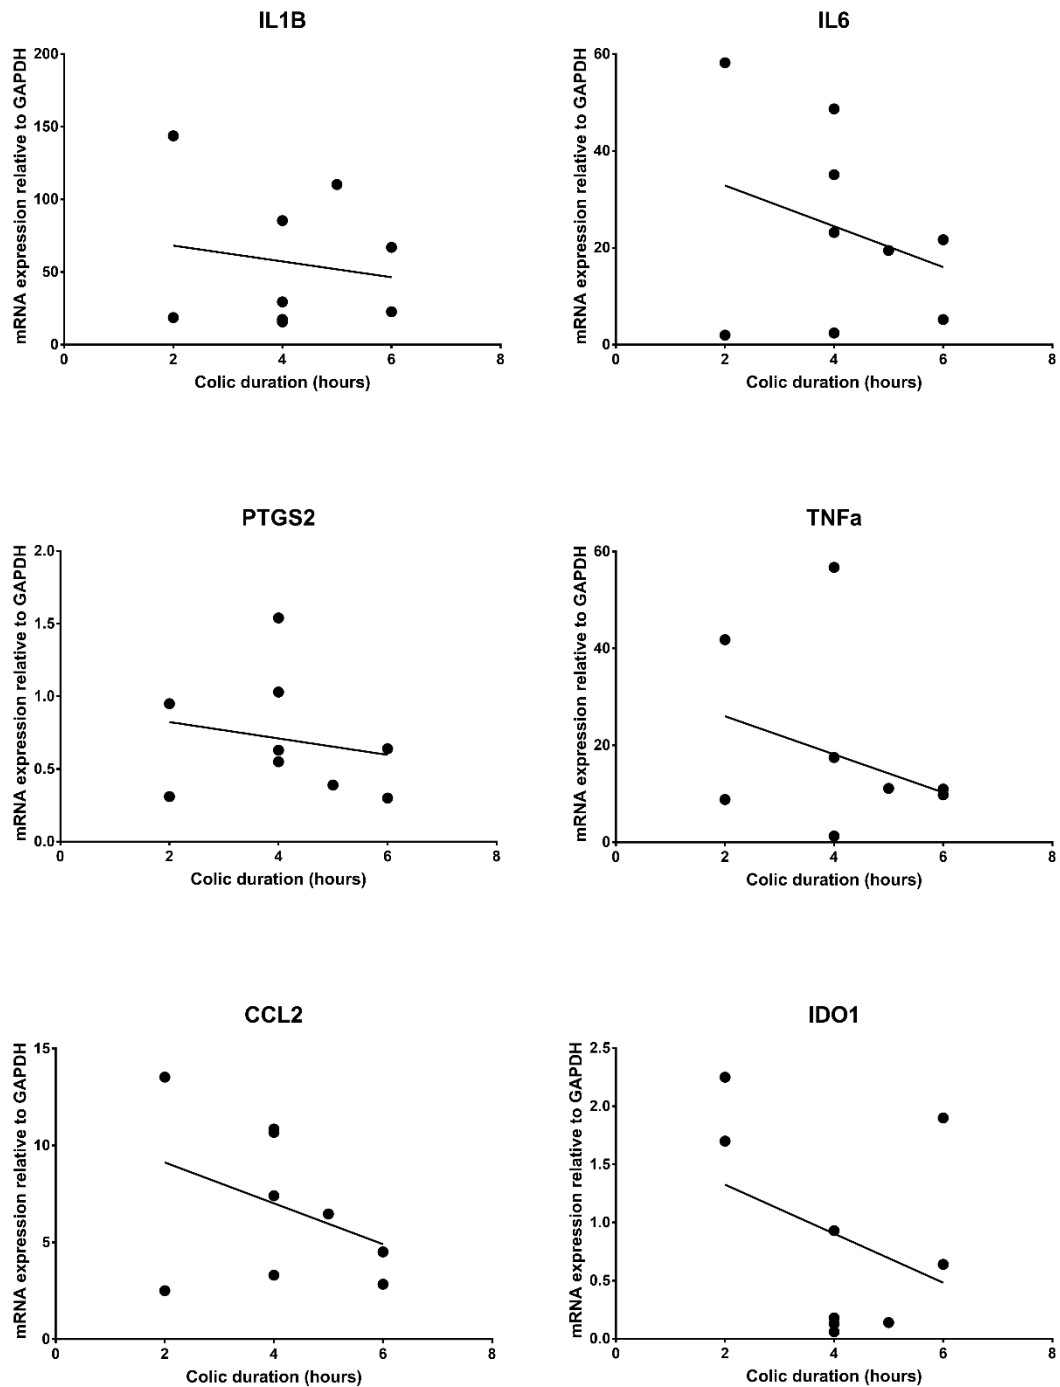 IL1B
mRNA expression relative to GAPDH
200
150
100
50
0
0 2 4 6 8
Colic duration (hours)
IL6
mRNA expression relative to GAPDH
60
40
20
0
0 2 4 6 8
Colic duration (hours)
PTGS2
mRNA expression relative to GAPDH
2.0
1.5
1.0
0.5
0.0
0 2 4 6 8
Colic duration (hours)
TNFa
mRNA expression relative to GAPDH
60
40
20
0
0 2 4 6 8
Colic duration (hours)
CCL2
mRNA expression relative to GAPDH
15
10
5
0
0 2 4 6 8
Colic duration (hours)
IDO1
mRNA expression relative to GAPDH
2.5
2.0
1.5
1.0
0.5
0.0
0 2 4 6 8
Colic duration (hours)